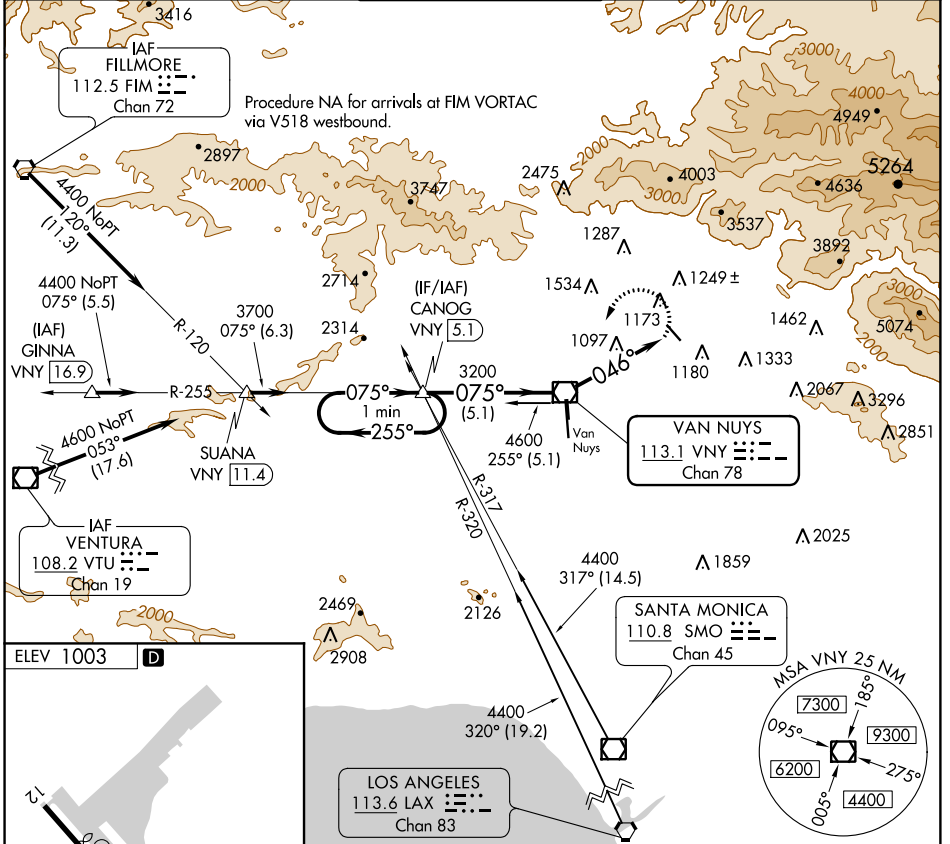 3416
IAF
FILLMORE
112.5 FIM
Chan 72
Procedure NA for arrivals at FIM VORTAC
via V518 westbound.
3000
4000
4949
2897
2000
3747
2475
2000
4003
3000
4636
5264
3537
4400 NoPT
120°
(11.3)
1287
3892
2714
1534
1249 ±
3000
4400 NoPT
075° (5.5)
3700
075° (6.3)
(IF/IAF)
CANOG
VNY 5.1
1173
5074
(IAF)
GINNA
VNY 16.9
R-120
2314
1097
046°
1462
1180
1333
R-255
075°
1 min
255°
3200
075°
(5.1)
4600
255° (5.1)
Van
Nuys
2067
3296
2851
4600 NoPT
053°
(17.6)
SUANA
VNY 11.4
VAN NUYS
113.1 VNY
Chan 78
IAF
VENTURA
108.2 VTU
Chan 19
R-317
R-320
2025
1859
4400
317° (14.5)
2000
2469
2908
2126
SANTA MONICA
110.8 SMO
Chan 45
ELEV 1003 D
4400
320° (19.2)
MSA VNY 25 NM
7300
185°
095°
9300
6200
275°
005°
4400
LOS ANGELES
113.6 LAX
Chan 83
12